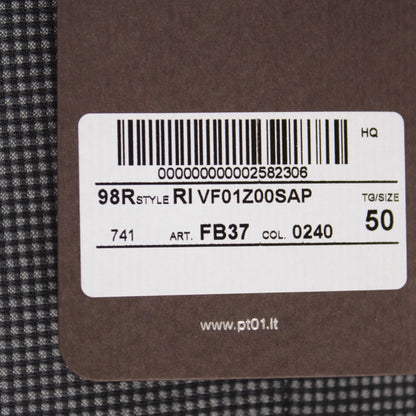 HQ
000000000002582306
98R STYLE RI VF01Z00SAP TG/SIZE
741 ART. FB37 COL. 0240 50
www.pt01.it